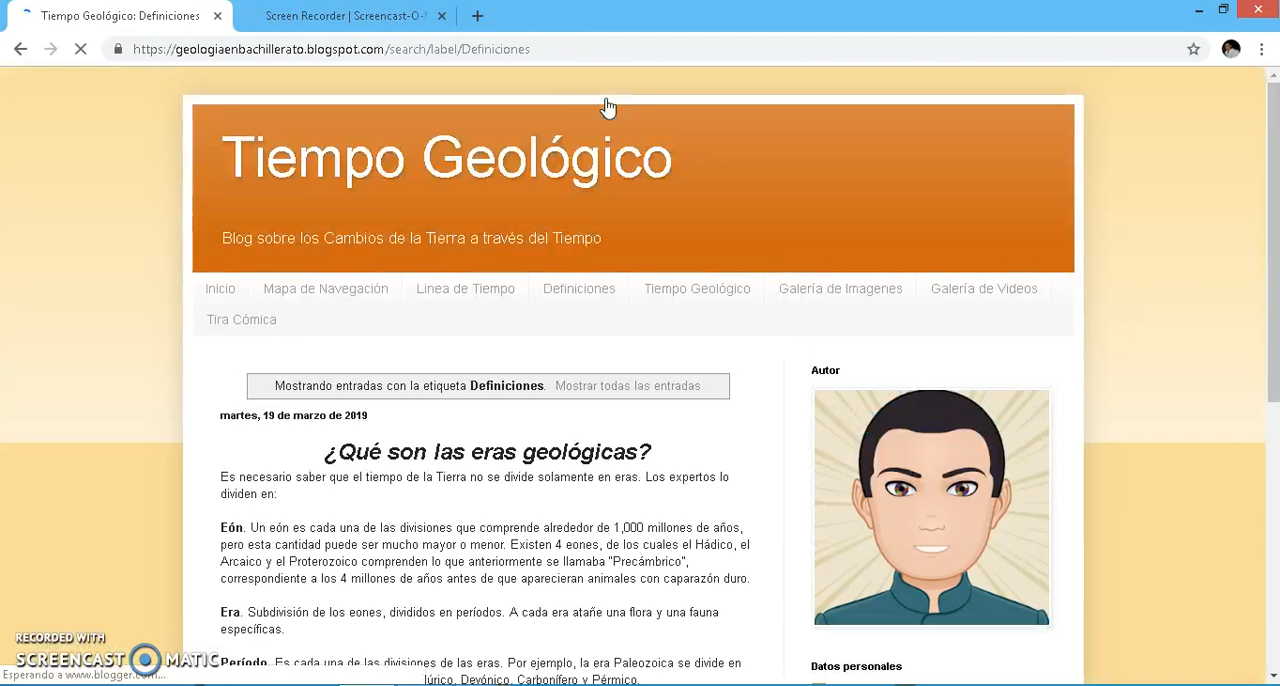 Tiempo Geológico: Definiciones
Screen Recorder | Screencast-O-
https://geologiaenbachillerato.blogspot.com/search/label/Definiciones
Tiempo Geológico
Blog sobre los Cambios de la Tierra a través del Tiempo
Inicio Mapa de Navegación Linea de Tiempo Definiciones Tiempo Geológico Galería de Imagenes Galería de Videos
Tira Cómica
Mostrando entradas con la etiqueta Definiciones. Mostrar todas las entradas
martes, 19 de marzo de 2019
¿Qué son las eras geológicas?
Es necesario saber que el tiempo de la Tierra no se divide solamente en eras. Los expertos lo
dividen en:
Eón. Un eón es cada una de las divisiones que comprende alrededor de 1,000 millones de años,
pero esta cantidad puede ser mucho mayor o menor. Existen 4 eones, de los cuales el Hádico, el
Arcaico y el Proterozoico comprenden lo que anteriormente se llamaba "Precámbrico",
correspondiente a los 4 millones de años antes de que aparecieran animales con caparazón duro.
Era. Subdivisión de los eones, divididos en períodos. A cada era atañe una flora y una fauna
específicas.
Período. Es cada una de las divisiones de las eras. Por ejemplo, la era Paleozoica se divide en
lúrico, Devónico, Carbonífero y Pérmico.
Autor
Datos personales
RECORDED WITH
SCREENCAST MATIC
Esperando a www.blogger.com...